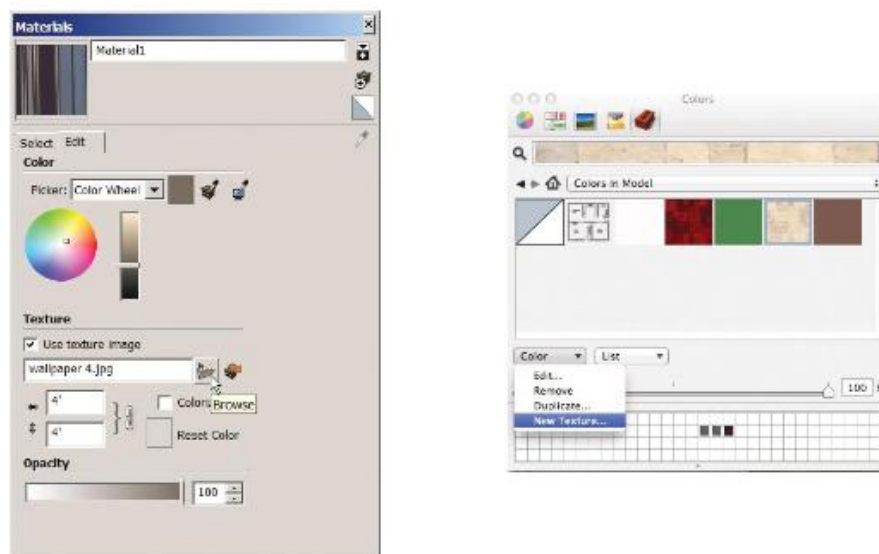 Materials
Material1
Select Edit
Color
Picker: Color Wheel
Texture
Use texture image
wallpaper 4.jpg
4'
Browse
4'
Reset Color
Opacity
100
Colors
Colors In Model
Color List
Edit...
Remove
Duplicate...
New Texture...
100